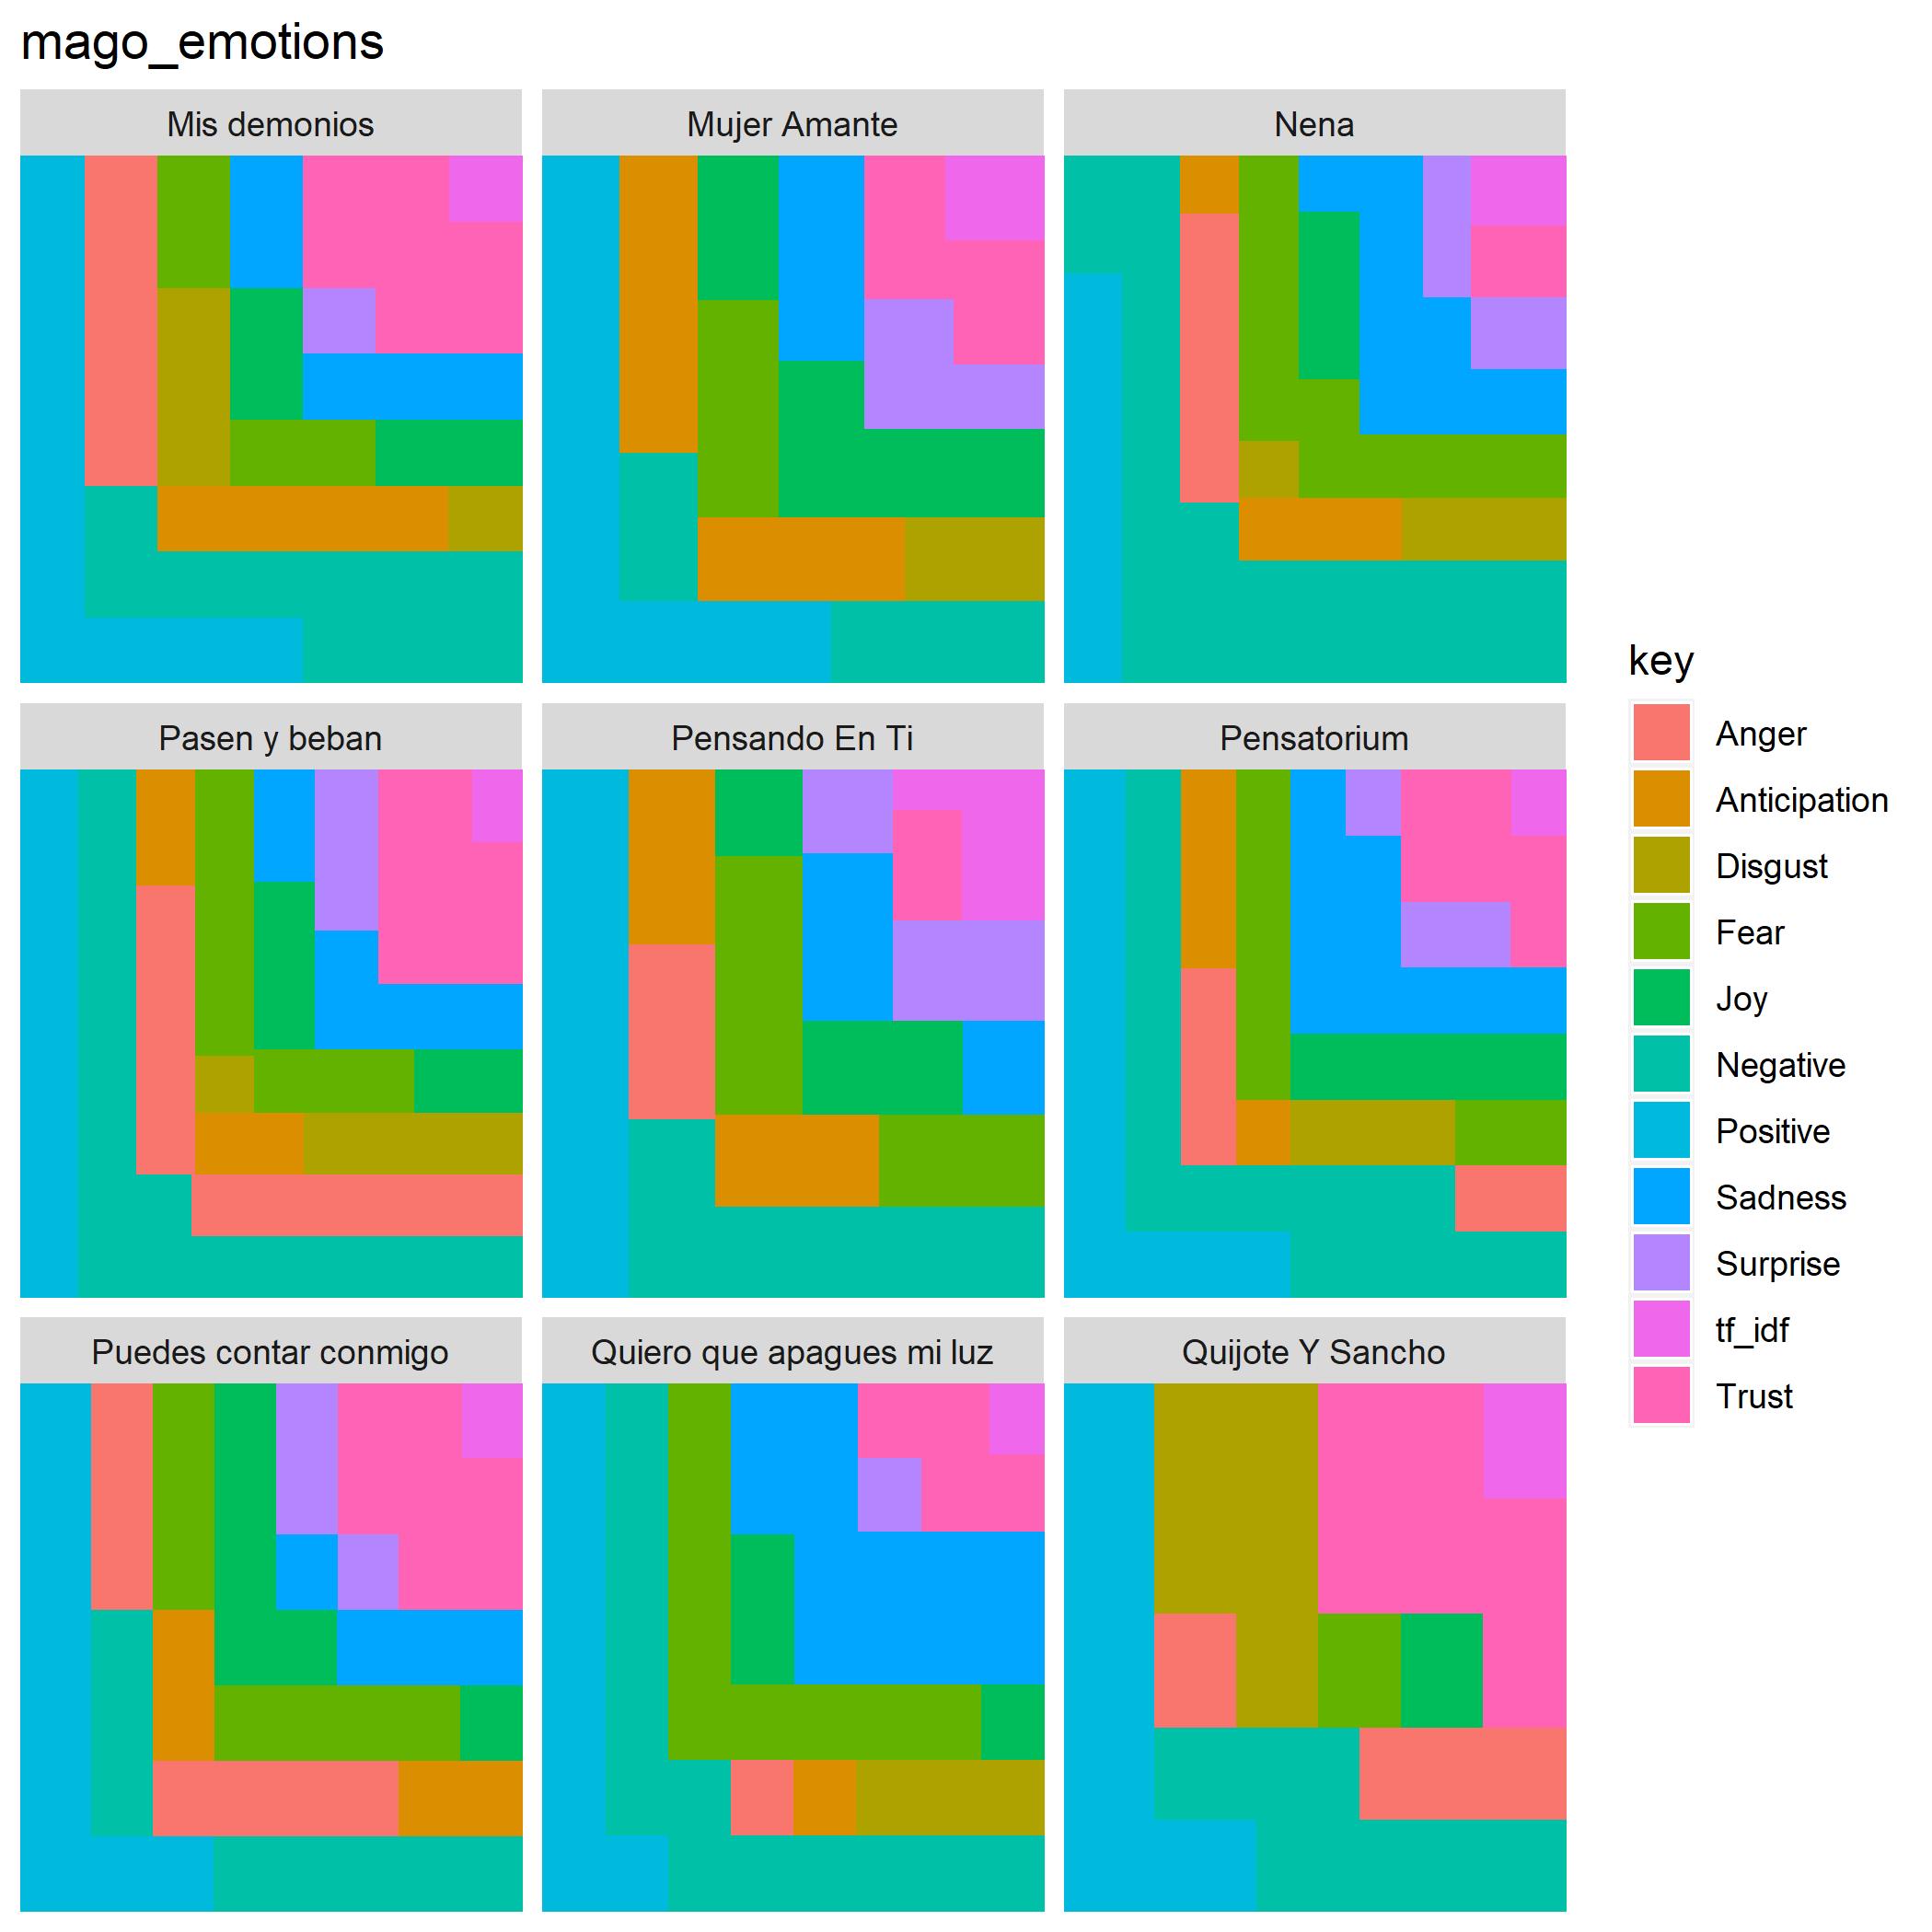 mago_emotions
Mis demonios
Mujer Amante
Nena
Pasen y beban
Pensando En Ti
Pensatorium
Puedes contar conmigo
Quiero que apagues mi luz
Quijote Y Sancho
key
Anger
Anticipation
Disgust
Fear
Joy
Negative
Positive
Sadness
Surprise
tf_idf
Trust